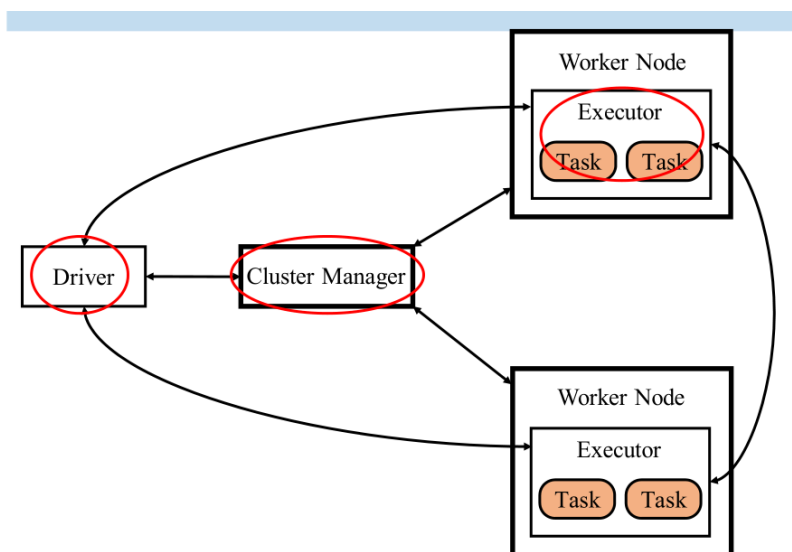 Worker Node
Executor
Task Task
Driver
Cluster Manager
Worker Node
Executor
Task Task